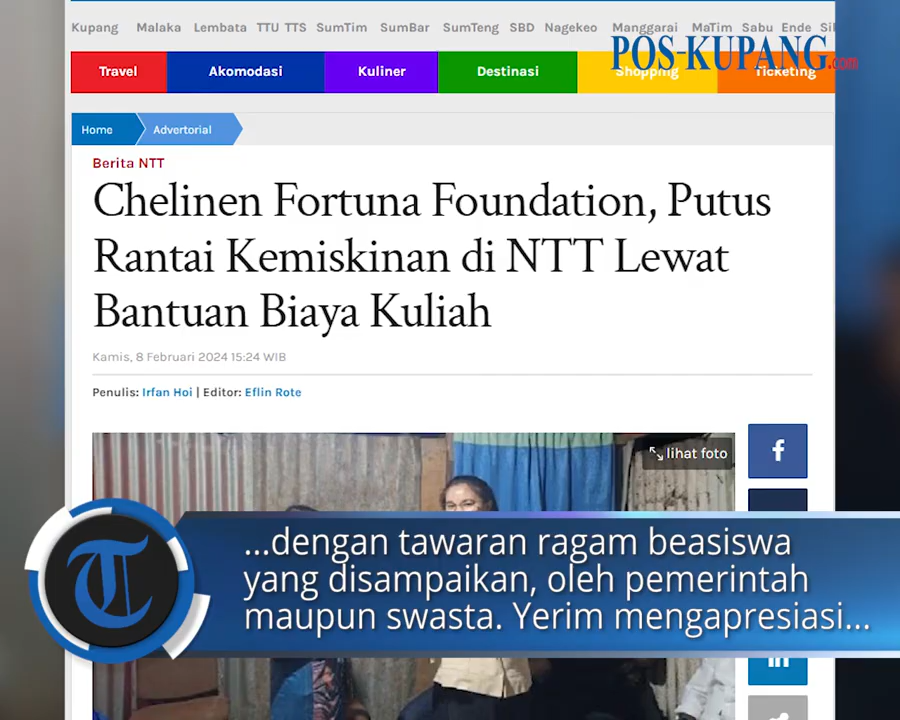 Kupang Malaka Lembata TTU TTS SumTim SumBar SumTeng SBD Nagekeo Manggarai MaTim Sabu Ende
POS-KUPANG.com
Travel Akomodasi Kuliner Destinasi Shopping Ticketing
Home Advertorial
Berita NTT
Chelinen Fortuna Foundation, Putus
Rantai Kemiskinan di NTT Lewat
Bantuan Biaya Kuliah
Kamis, 8 Februari 2024 15:24 WIB
Penulis: Irfan Hoi | Editor: Eflin Rote
lihat foto
f
...dengan tawaran ragam beasiswa
yang disampaikan, oleh pemerintah
maupun swasta. Yerim mengapresiasi...
T
in